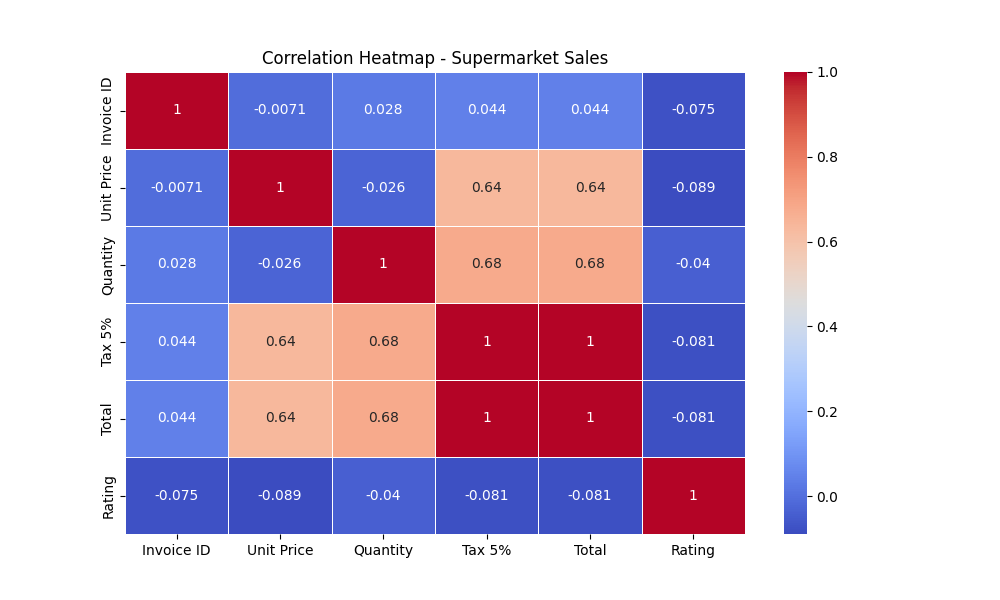 Correlation Heatmap - Supermarket Sales
Invoice ID 1 -0.0071 0.028 0.044 0.044 -0.075
Unit Price -0.0071 1 -0.026 0.64 0.64 -0.089
Quantity 0.028 -0.026 1 0.68 0.68 -0.04
Tax 5% 0.044 0.64 0.68 1 1 -0.081
Total 0.044 0.64 0.68 1 1 -0.081
Rating -0.075 -0.089 -0.04 -0.081 -0.081 1
Invoice ID Unit Price Quantity Tax 5% Total Rating
1.0
0.8
0.6
0.4
0.2
0.0